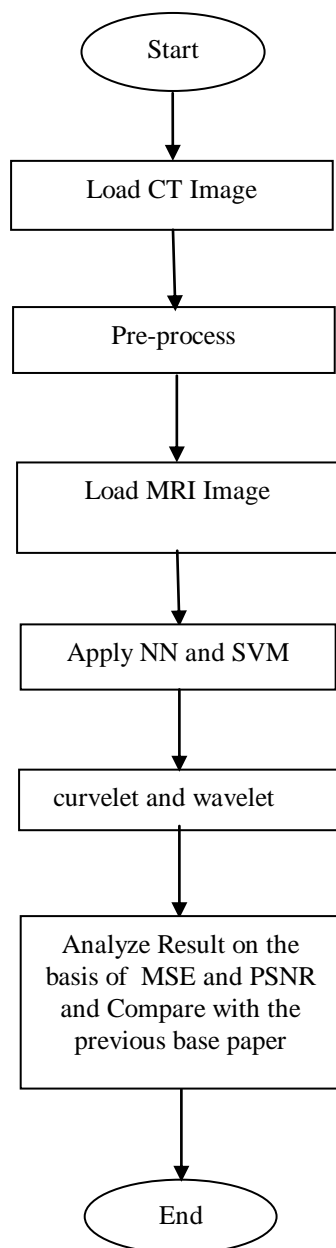 Start
Load CT Image
Pre-process
Load MRI Image
Apply NN and SVM
curvelet and wavelet
Analyze Result on the
basis of MSE and PSNR
and Compare with the
previous base paper
End